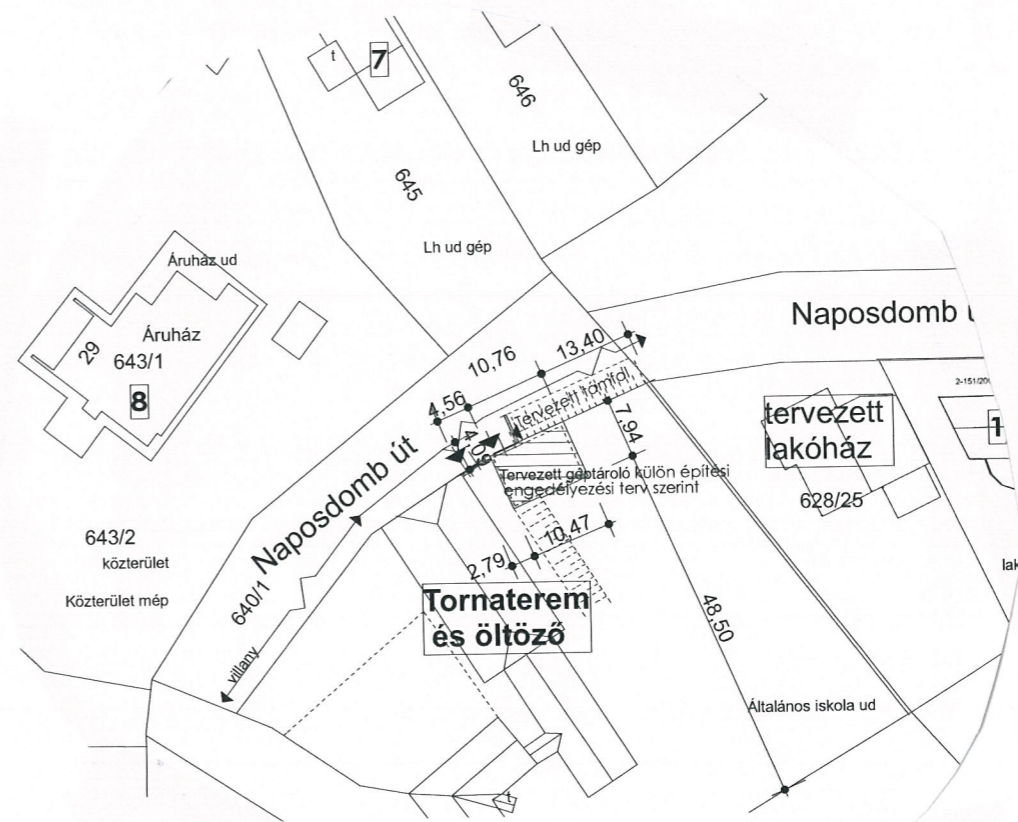 t
7
646
Lh ud gép
645
Lh ud gép
Áruház ud
Áruház
29
643/1
8
Naposdomb
13,40
10,76
4,56
Tervezett támfal
7,94
2-151/20
1
tervezett
lakóház
628/25
Tervezett géptároló külön építési
engedélyezési terv szerint
Naposdomb út
643/2
közterület
Közterület mép
640/1
villany
10,47
2,79
Tornaterem
és öltöző
48,50
Általános iskola ud
lak
t